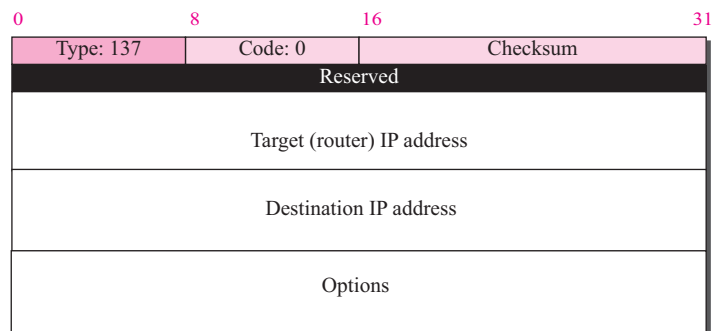 0 8 16 31
Type: 137 Code: 0 Checksum
Reserved
Target (router) IP address
Destination IP address
Options